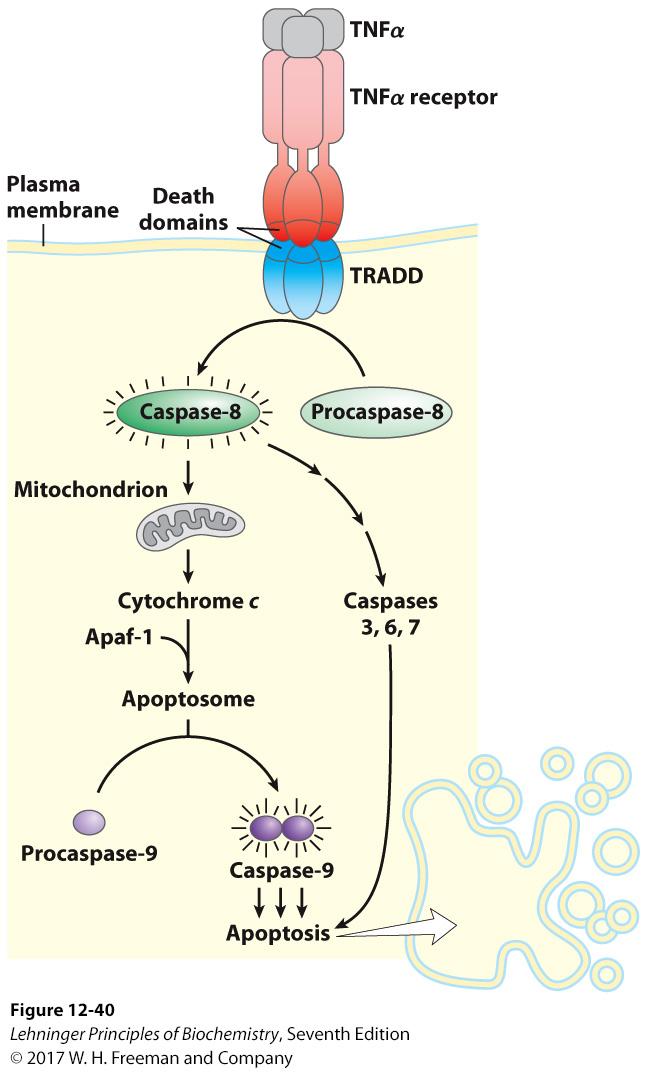 TNFα
TNFα receptor
Plasma
membrane
Death
domains
TRADD
Caspase-8
Procaspase-8
Mitochondrion
Cytochrome c
Caspases
3, 6, 7
Apaf-1
Apoptosome
Procaspase-9
Caspase-9
Apoptosis
Figure 12-40
Lehninger Principles of Biochemistry, Seventh Edition
© 2017 W. H. Freeman and Company